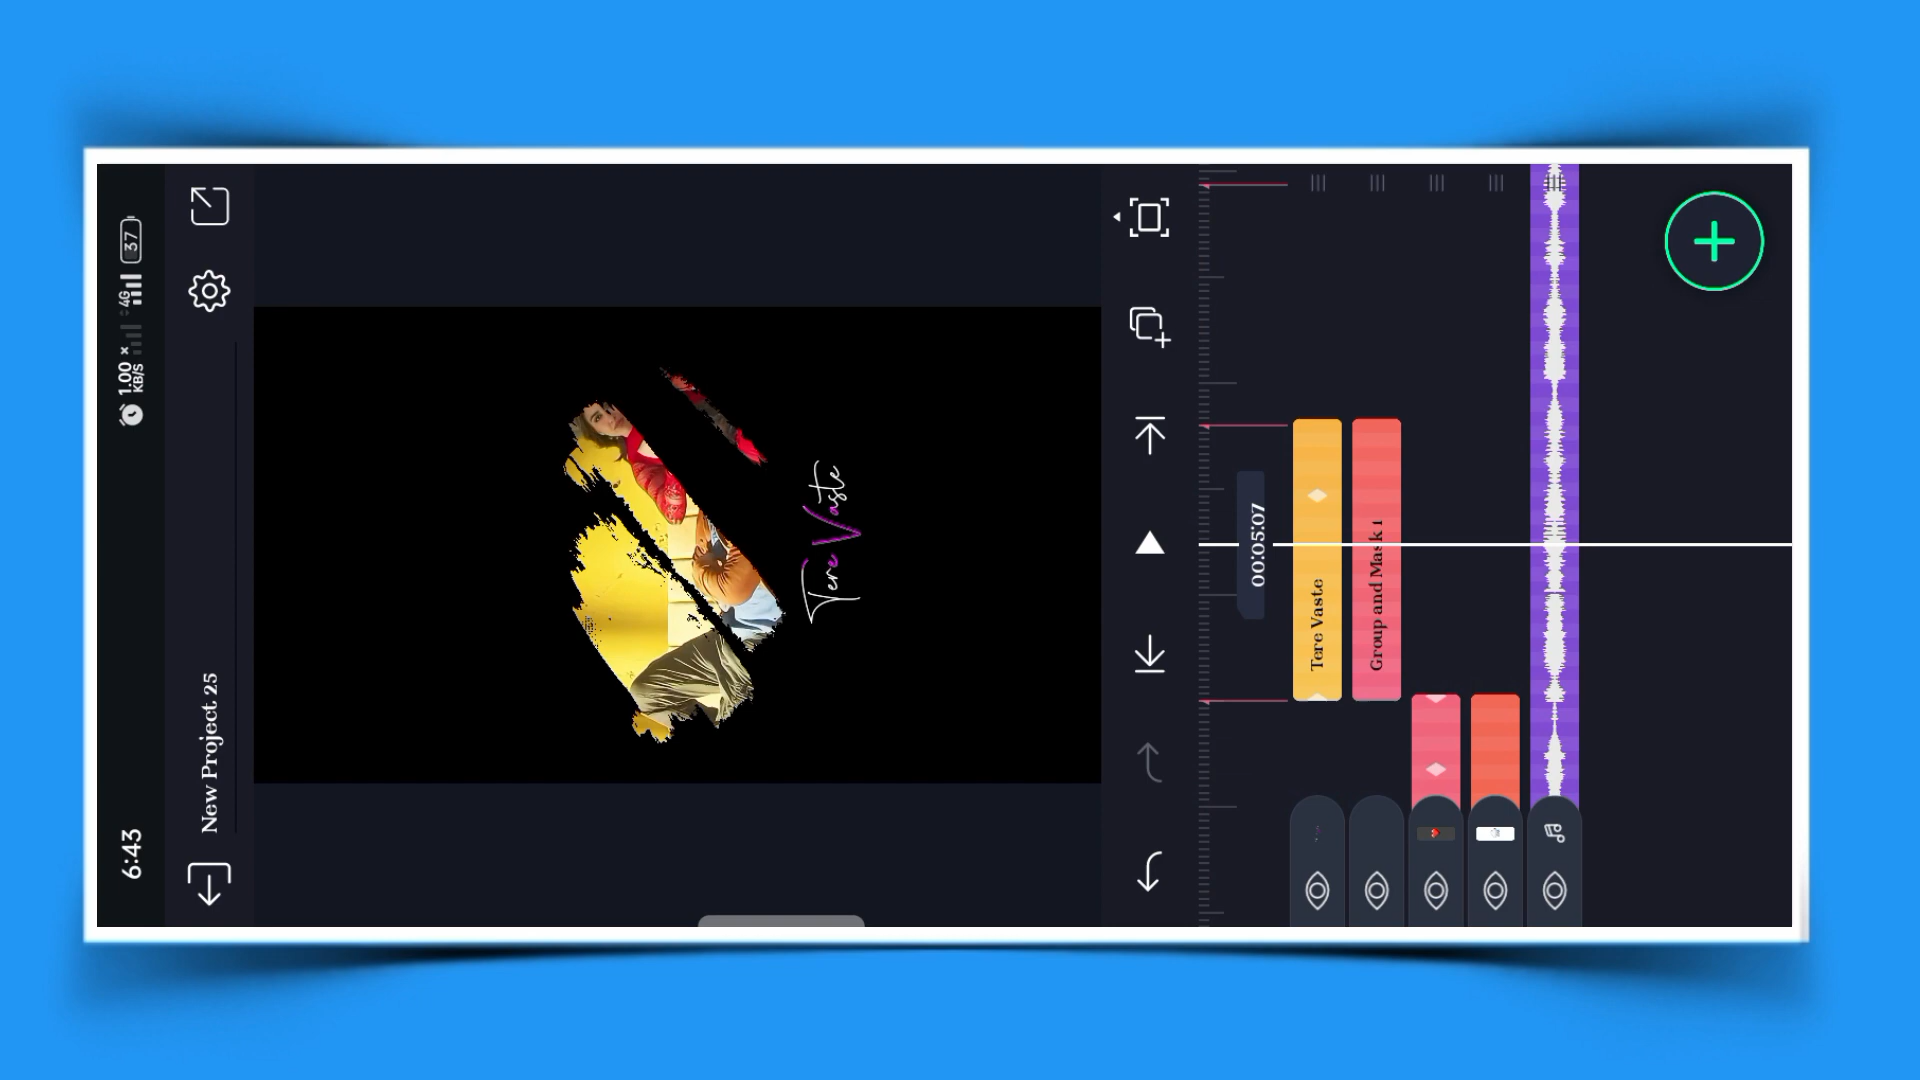 6:43
1.00 KB/S
4G
37
New Project 25
Tere Vaste
00:05:07
Tere Vaste
Group and Mask 1